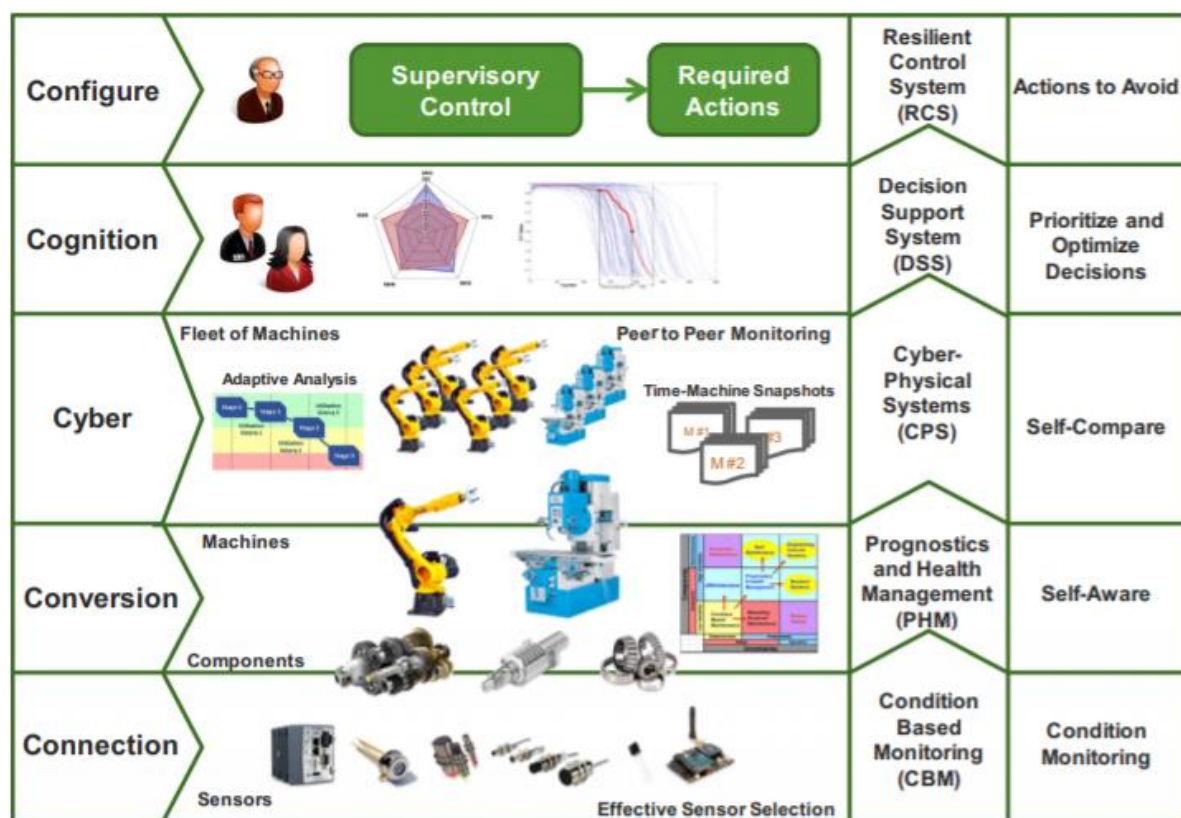 Configure
Supervisory
Control
Required
Actions
Resilient
Control
System
(RCS)
Actions to Avoid
Cognition
Decision
Support
System
(DSS)
Prioritize and
Optimize
Decisions
Cyber
Fleet of Machines
Peer to Peer Monitoring
Adaptive Analysis
Time-Machine Snapshots
M #1
#3
M #2
Cyber-
Physical
Systems
(CPS)
Self-Compare
Conversion
Machines
Components
Prognostics
and Health
Management
(PHM)
Self-Aware
Connection
Sensors
Effective Sensor Selection
Condition
Based
Monitoring
(CBM)
Condition
Monitoring